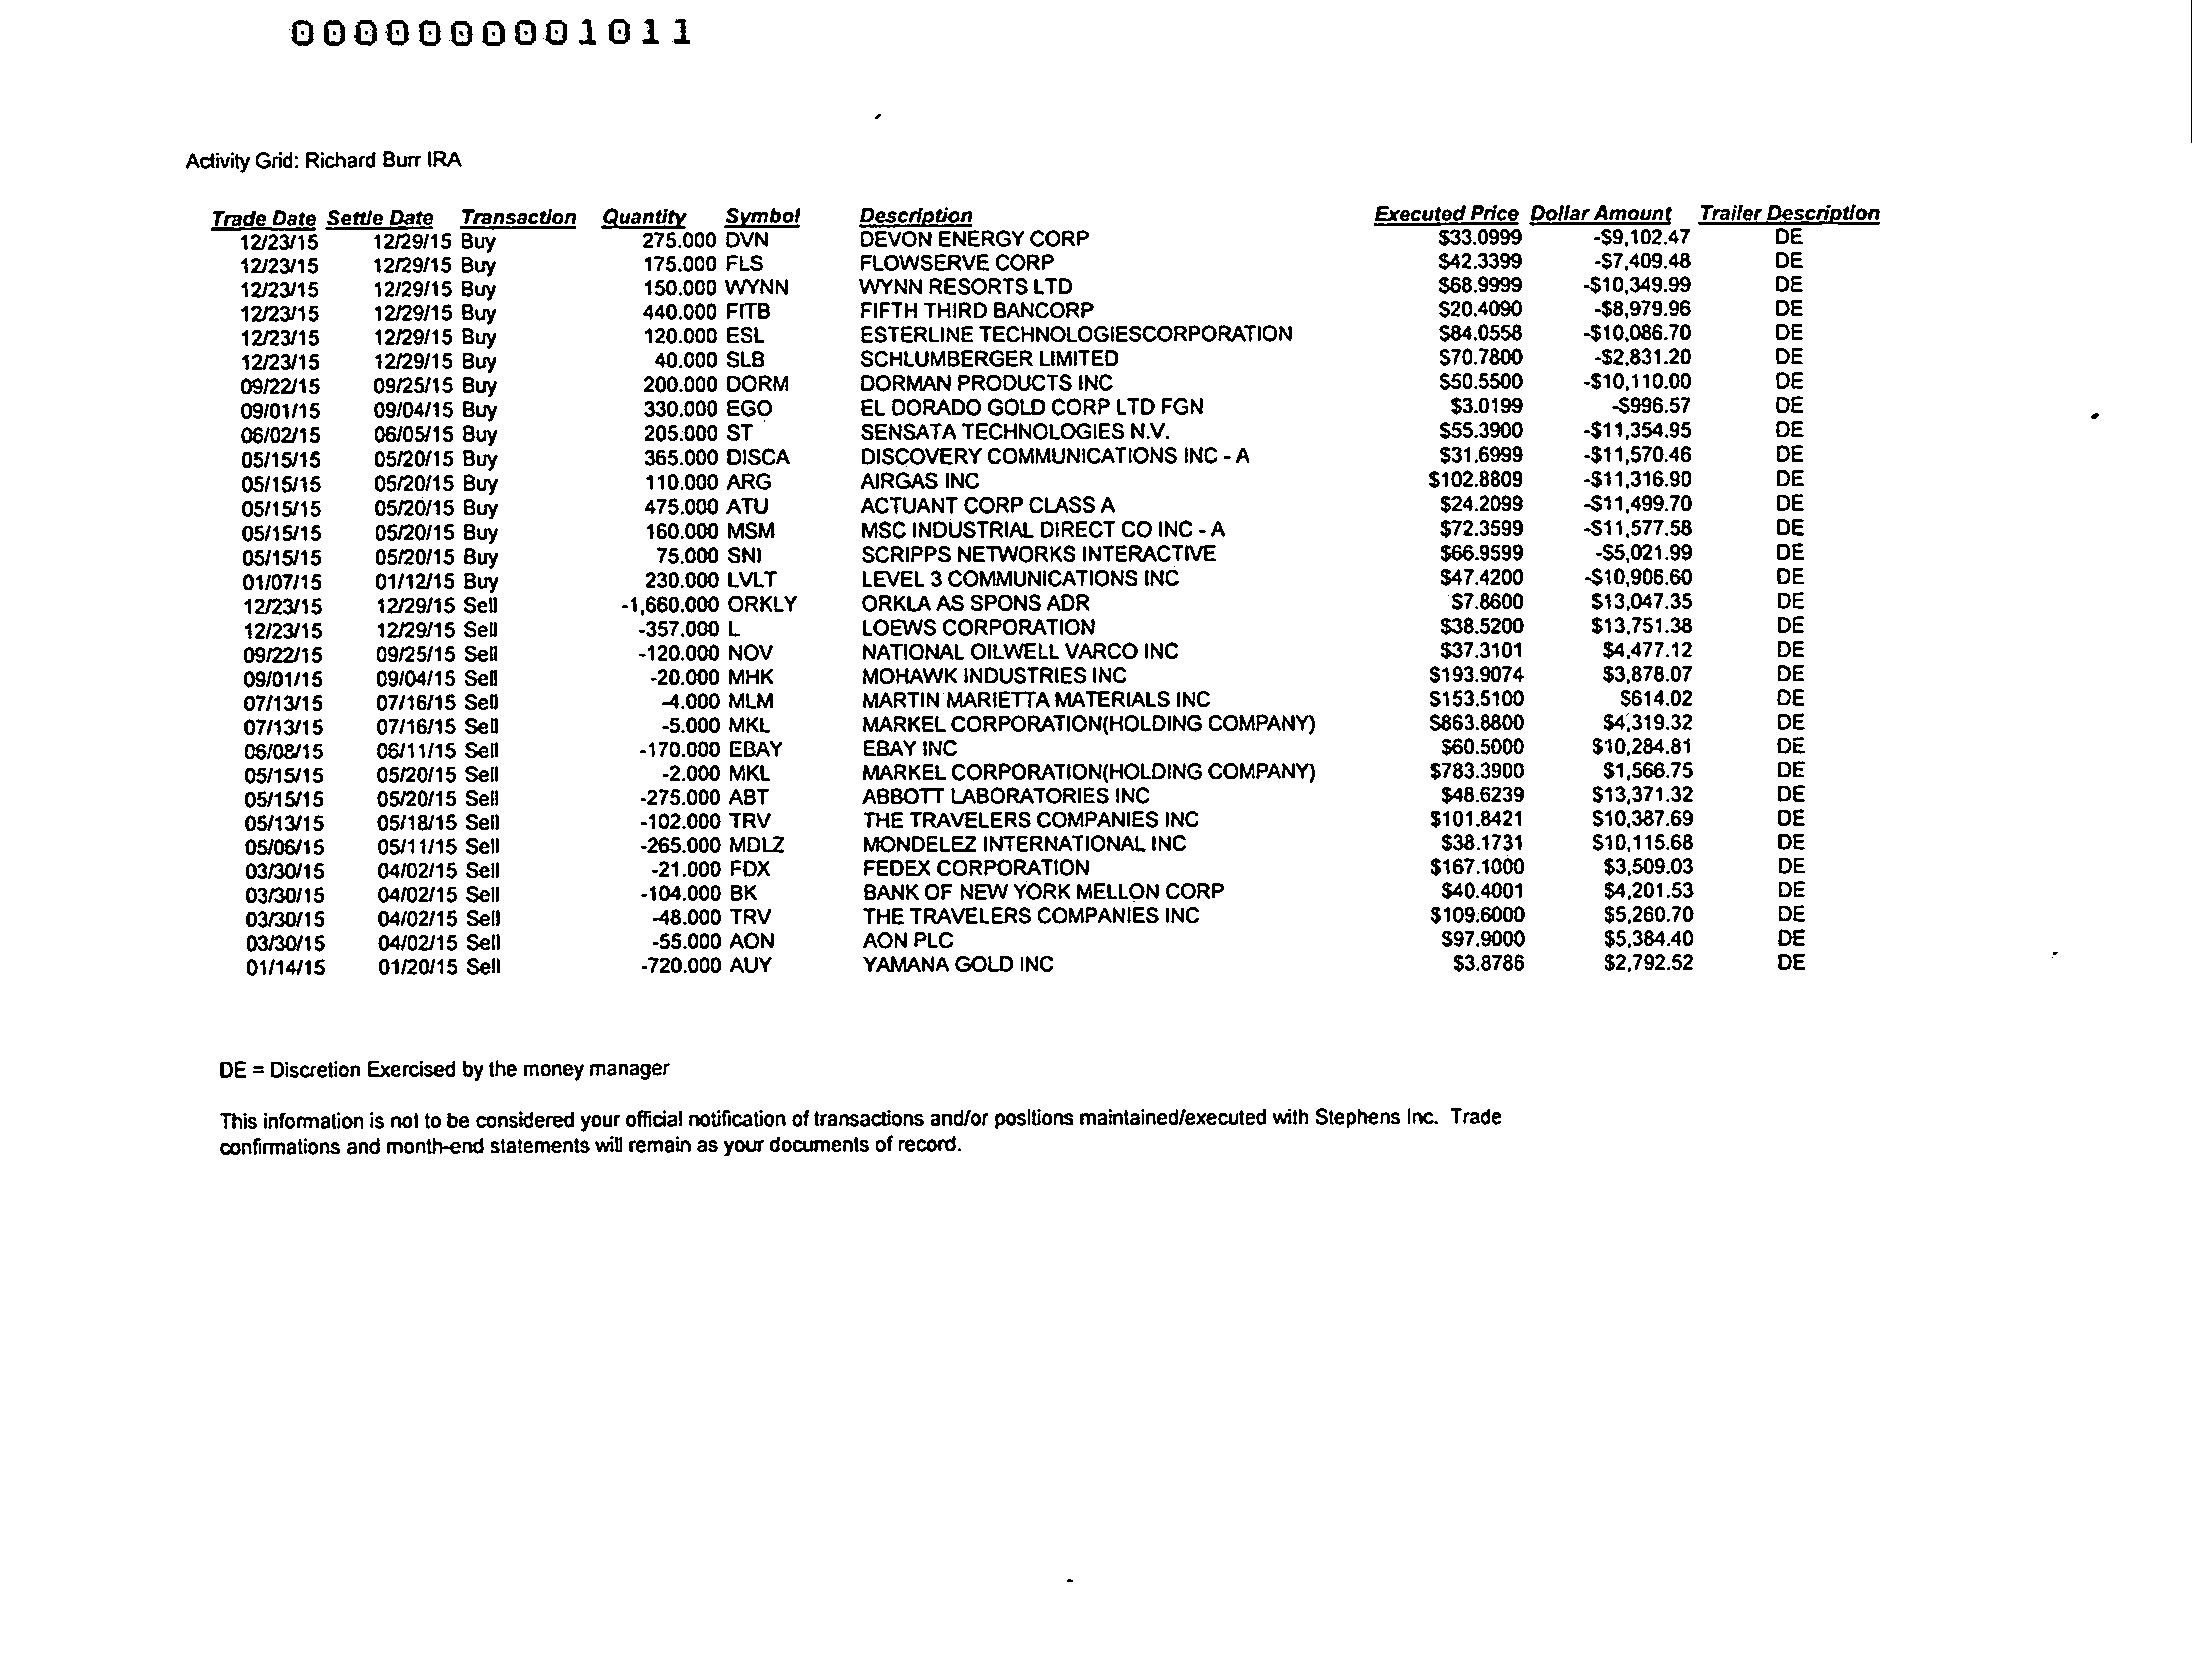 0000000001011
Activity Grid: Richard Burr IRA
Trade Date Settle Date Transaction Quantity Symbol Description Executed Price Dollar Amount Trailer Description
12/23/15 12/29/15 Buy 275.000 DVN DEVON ENERGY CORP $33.0999 -$9,102.47 DE
12/23/15 12/29/15 Buy 175.000 FLS FLOWSERVE CORP $42.3399 -$7,409.48 DE
12/23/15 12/29/15 Buy 150.000 WYNN WYNN RESORTS LTD $68.9999 -$10,349.99 DE
12/23/15 12/29/15 Buy 440.000 FITB FIFTH THIRD BANCORP $20.4090 -$8,979.96 DE
12/23/15 12/29/15 Buy 120.000 ESL ESTERLINE TECHNOLOGIESCORPORATION $84.0558 -$10,086.70 DE
12/23/15 12/29/15 Buy 40.000 SLB SCHLUMBERGER LIMITED $70.7800 -$2,831.20 DE
09/22/15 09/25/15 Buy 200.000 DORM DORMAN PRODUCTS INC $50.5500 -$10,110.00 DE
09/01/15 09/04/15 Buy 330.000 EGO EL DORADO GOLD CORP LTD FGN $3.0199 -$996.57 DE
06/02/15 06/05/15 Buy 205.000 ST SENSATA TECHNOLOGIES N.V. $55.3900 -$11,354.95 DE
05/15/15 05/20/15 Buy 365.000 DISCA DISCOVERY COMMUNICATIONS INC - A $31.6999 -$11,570.46 DE
05/15/15 05/20/15 Buy 110.000 ARG AIRGAS INC $102.8809 -$11,316.90 DE
05/15/15 05/20/15 Buy 475.000 ATU ACTUANT CORP CLASS A $24.2099 -$11,499.70 DE
05/15/15 05/20/15 Buy 160.000 MSM MSC INDUSTRIAL DIRECT CO INC - A $72.3599 -$11,577.58 DE
05/15/15 05/20/15 Buy 75.000 SNI SCRIPPS NETWORKS INTERACTIVE $66.9599 -$5,021.99 DE
01/07/15 01/12/15 Buy 230.000 LVLT LEVEL 3 COMMUNICATIONS INC $47.4200 -$10,906.60 DE
12/23/15 12/29/15 Sell -1,660.000 ORKLY ORKLA AS SPONS ADR $7.8600 $13,047.35 DE
12/23/15 12/29/15 Sell -357.000 L LOEWS CORPORATION $38.5200 $13,751.38 DE
09/22/15 09/25/15 Sell -120.000 NOV NATIONAL OILWELL VARCO INC $37.3101 $4,477.12 DE
09/01/15 09/04/15 Sell -20.000 MHK MOHAWK INDUSTRIES INC $193.9074 $3,878.07 DE
07/13/15 07/16/15 Sell -4.000 MLM MARTIN MARIETTA MATERIALS INC $153.5100 $614.02 DE
07/13/15 07/16/15 Sell -5.000 MKL MARKEL CORPORATION(HOLDING COMPANY) $863.8800 $4,319.32 DE
06/08/15 06/11/15 Sell -170.000 EBAY EBAY INC $60.5000 $10,284.81 DE
05/15/15 05/20/15 Sell -2.000 MKL MARKEL CORPORATION(HOLDING COMPANY) $783.3900 $1,566.75 DE
05/15/15 05/20/15 Sell -275.000 ABT ABBOTT LABORATORIES INC $48.6239 $13,371.32 DE
05/13/15 05/18/15 Sell -102.000 TRV THE TRAVELERS COMPANIES INC $101.8421 $10,387.69 DE
05/06/15 05/11/15 Sell -265.000 MDLZ MONDELEZ INTERNATIONAL INC $38.1731 $10,115.68 DE
03/30/15 04/02/15 Sell -21.000 FDX FEDEX CORPORATION $167.1000 $3,509.03 DE
03/30/15 04/02/15 Sell -104.000 BK BANK OF NEW YORK MELLON CORP $40.4001 $4,201.53 DE
03/30/15 04/02/15 Sell -48.000 TRV THE TRAVELERS COMPANIES INC $109.6000 $5,260.70 DE
03/30/15 04/02/15 Sell -55.000 AON AON PLC $97.9000 $5,384.40 DE
01/14/15 01/20/15 Sell -720.000 AUY YAMANA GOLD INC $3.8786 $2,792.52 DE
DE = Discretion Exercised by the money manager
This information is not to be considered your official notification of transactions and/or positions maintained/executed with Stephens Inc. Trade
confirmations and month-end statements will remain as your documents of record.